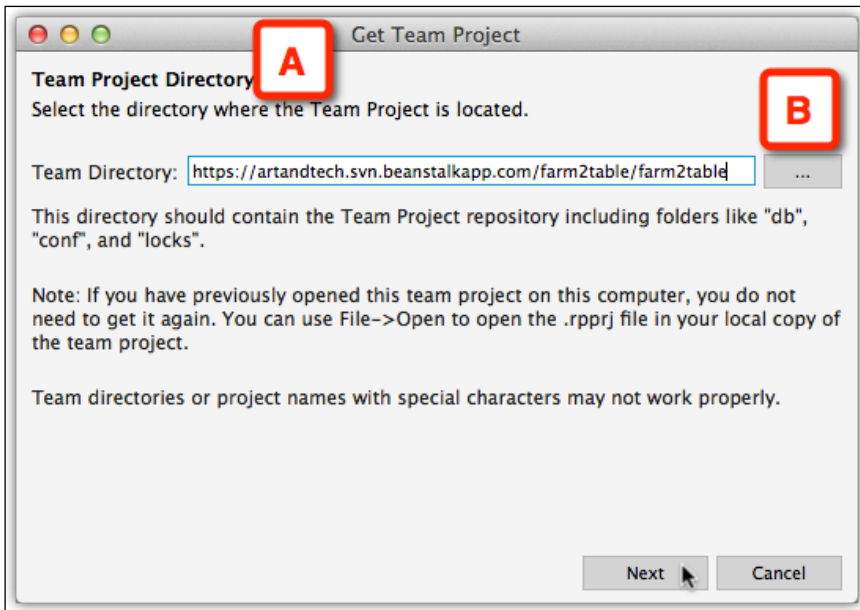 Get Team Project
A
Team Project Directory
Select the directory where the Team Project is located.
B
Team Directory: https://artandtech.svn.beanstalkapp.com/farm2table/farm2table ...
This directory should contain the Team Project repository including folders like "db",
"conf", and "locks".
Note: If you have previously opened this team project on this computer, you do not
need to get it again. You can use File->Open to open the .rpprj file in your local copy of
the team project.
Team directories or project names with special characters may not work properly.
Next Cancel